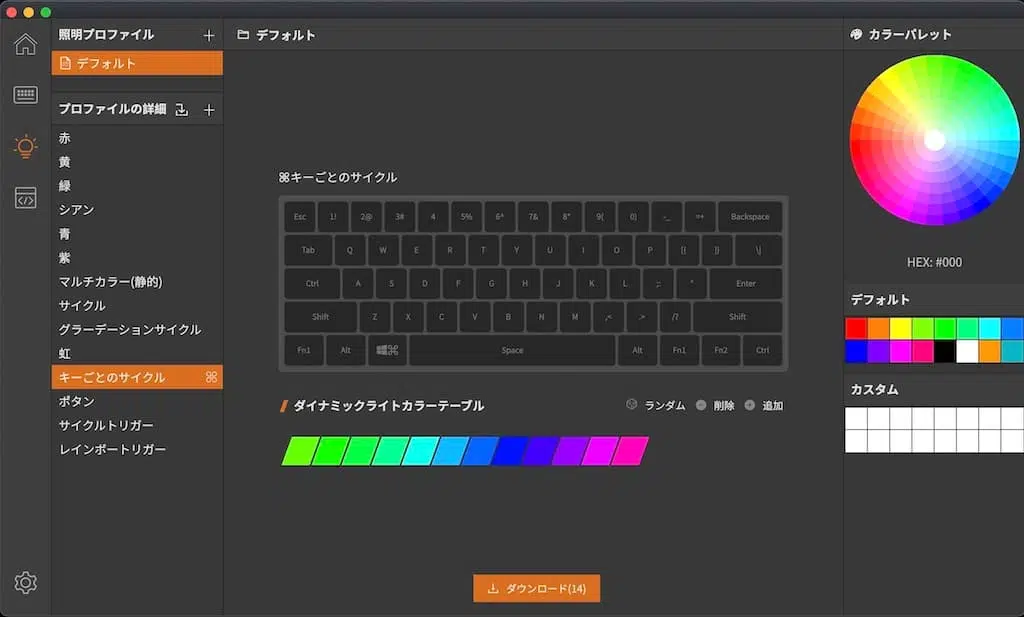 照明プロファイル
デフォルト
プロファイルの詳細
赤
黄
緑
シアン
青
紫
マルチカラー(静的)
サイクル
グラーデーションサイクル
虹
キーごとのサイクル ⌘
ボタン
サイクルトリガー
レインボートリガー
デフォルト
⌘キーごとのサイクル
Esc 1! 2@ 3# 4 5% 6^ 7& 8* 9( 0) -_ =+ Backspace
Tab Q W E R T Y U I O P [{ ]} \|
Ctrl A S D F G H J K L ;: " Enter
Shift Z X C V B N M ,< .> /? Shift
Fn1 Alt ⌘ Space Alt Fn1 Fn2 Ctrl
ダイナミックライトカラーテーブル
ランダム 削除 追加
ダウンロード(14)
カラーパレット
HEX: #000
デフォルト
カスタム